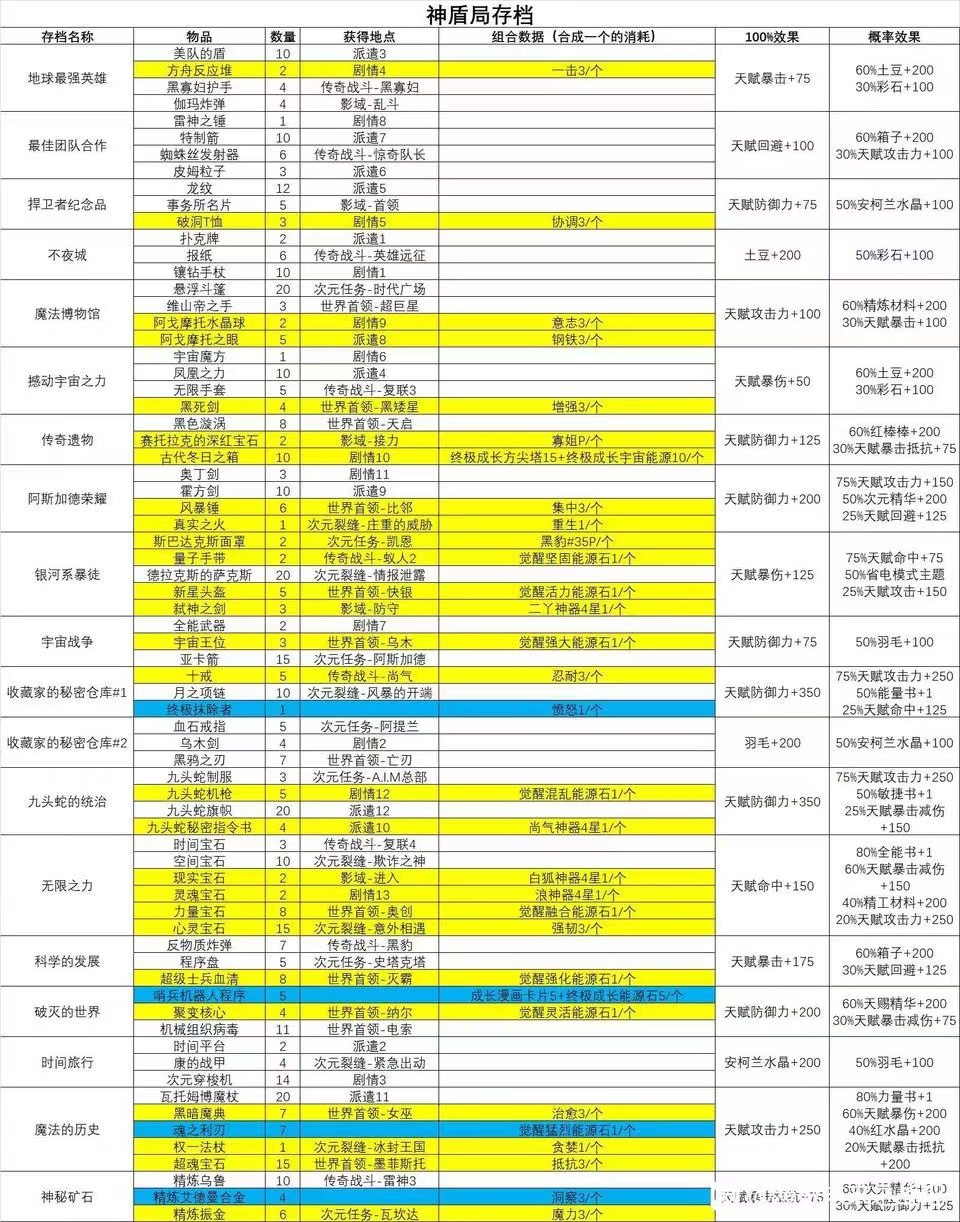 神盾局存档
存档名称 物品 数量 获得地点 组合数据（合成一个的消耗） 100%效果 概率效果
地球最强英雄 美队的盾 10 派遣3 天赋暴击+75 60%土豆+200
30%彩石+100
方舟反应堆 2 剧情4 一击3/个
黑寡妇护手 4 传奇战斗-黑寡妇
伽玛炸弹 4 影域-乱斗
最佳团队合作 雷神之锤 1 剧情8 天赋回避+100 60%箱子+200
30%天赋攻击力+100
特制箭 10 派遣7
蜘蛛丝发射器 6 传奇战斗-惊奇队长
皮姆粒子 3 派遣6
捍卫者纪念品 龙纹 12 派遣5 天赋防御力+75 50%安柯兰水晶+100
事务所名片 5 影域-首领
破洞T恤 3 剧情5 协调3/个
不夜城 扑克牌 2 派遣1 土豆+200 50%彩石+100
报纸 6 传奇战斗-英雄远征
镶钻手杖 10 剧情1
魔法博物馆 悬浮斗篷 20 次元任务-时代广场 天赋攻击力+100 60%精炼材料+200
30%天赋暴击+100
维山帝之手 3 世界首领-超巨星
阿戈摩托水晶球 2 剧情9 意志3/个
阿戈摩托之眼 5 派遣8 钢铁3/个
撼动宇宙之力 宇宙魔方 1 剧情6 天赋暴伤+50 60%土豆+200
30%彩石+100
凤凰之力 10 派遣4
无限手套 5 传奇战斗-复联3
黑死剑 4 世界首领-黑矮星 增强3/个
传奇遗物 黑色漩涡 8 世界首领-天启 天赋防御力+125 60%红棒棒+200
30%天赋暴击抵抗+75
赛托拉克的深红宝石 2 影域-接力 寡姐P/个
古代冬日之箱 10 剧情10 终极成长方尖塔15+终极成长宇宙能源10/个
阿斯加德荣耀 奥丁剑 3 剧情11 天赋防御力+200 75%天赋攻击力+150
50%次元精华+200
25%天赋回避+125
霍方剑 10 派遣9
风暴锤 6 世界首领-比邻 集中3/个
真实之火 1 次元裂缝-庄重的威胁 重生1/个
银河系暴徒 斯巴达克斯面罩 2 次元任务-凯恩 黑豹#35P/个 天赋暴伤+125 75%天赋命中+75
50%省电模式主题
25%天赋攻击+150
量子手带 2 传奇战斗-蚁人2 觉醒坚固能源石1/个
德拉克斯的萨克斯 20 次元裂缝-情报泄露
新星头盔 5 世界首领-快银 觉醒活力能源石1/个
弑神之剑 3 影域-防守 二丫神器4星1/个
宇宙战争 全能武器 2 剧情7 天赋防御力+75 50%羽毛+100
宇宙王位 3 世界首领-乌木 觉醒强大能源石1/个
亚卡箭 15 次元任务-阿斯加德
收藏家的秘密仓库#1 十戒 5 传奇战斗-尚气 忍耐3/个 天赋防御力+350 75%天赋攻击力+250
50%能量书+1
25%天赋命中+125
月之项链 10 次元裂缝-风暴的开端
终极抹除者 1 愤怒1/个
收藏家的秘密仓库#2 血石戒指 5 次元任务-阿提兰 羽毛+200 50%安柯兰水晶+100
乌木剑 4 剧情2
黑鸦之刃 7 世界首领-亡刃
九头蛇的统治 九头蛇制服 3 次元任务-A.I.M总部 天赋防御力+350 75%天赋攻击力+250
50%敏捷书+1
25%天赋暴击减伤
+150
九头蛇机枪 5 剧情12 觉醒混乱能源石1/个
九头蛇旗帜 20 派遣12
九头蛇秘密指令书 4 派遣10 尚气神器4星1/个
无限之力 时间宝石 3 传奇战斗-复联4 天赋命中+150 80%全能书+1
60%天赋暴击减伤
+150
40%精工材料+200
20%天赋攻击力+250
空间宝石 10 次元裂缝-欺诈之神
现实宝石 2 影域-进入 白狐神器4星1/个
灵魂宝石 2 剧情13 浪神器4星1/个
力量宝石 8 世界首领-奥创 觉醒融合能源石1/个
心灵宝石 15 次元裂缝-意外相遇 强韧3/个
科学的发展 反物质炸弹 7 传奇战斗-黑豹 天赋暴击+175 60%箱子+200
30%天赋回避+125
程序盘 5 次元任务-史塔克塔
超级士兵血清 8 世界首领-灭霸 觉醒强化能源石1/个
破灭的世界 哨兵机器人程序 5 成长漫画卡片5+终极成长能源石5/个 天赋防御力+200 60%天赐精华+200
30%天赋暴击减伤+75
聚变核心 4 世界首领-纳尔 觉醒灵活能源石1/个
机械组织病毒 11 世界首领-电索
时间旅行 时间平台 2 派遣2 安柯兰水晶+200 50%羽毛+100
康的战甲 4 次元裂缝-紧急出动
次元穿梭机 14 剧情3
魔法的历史 瓦托姆博魔杖 20 派遣11 天赋攻击力+250 80%力量书+1
60%天赋暴伤+200
40%红水晶+200
20%天赋暴击抵抗
+200
黑暗魔典 7 世界首领-女巫 治愈3/个
魂之利刃 7 觉醒猛烈能源石1/个
权一法杖 1 次元裂缝-冰封王国 贪婪1/个
超魂宝石 15 世界首领-墨菲斯托 抵抗3/个
神秘矿石 精炼乌鲁 10 传奇战斗-雷神3
30%天赋防御力+125
精炼艾德曼合金 4 洞察3/个
精炼振金 6 次元任务-瓦坎达 魔力3/个